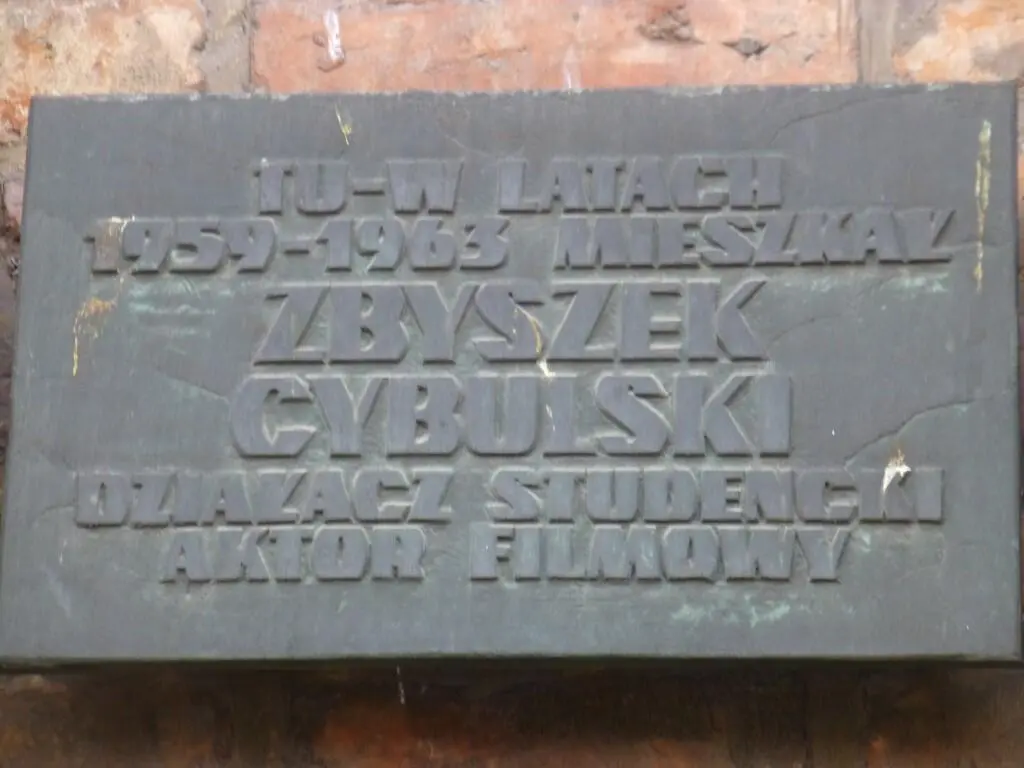 TU-W LATACH
1959-1963 MIESZKAŁ
ZBYSZEK
CYBULSKI
DZIAŁACZ STUDENCKI
AKTOR FILMOWY